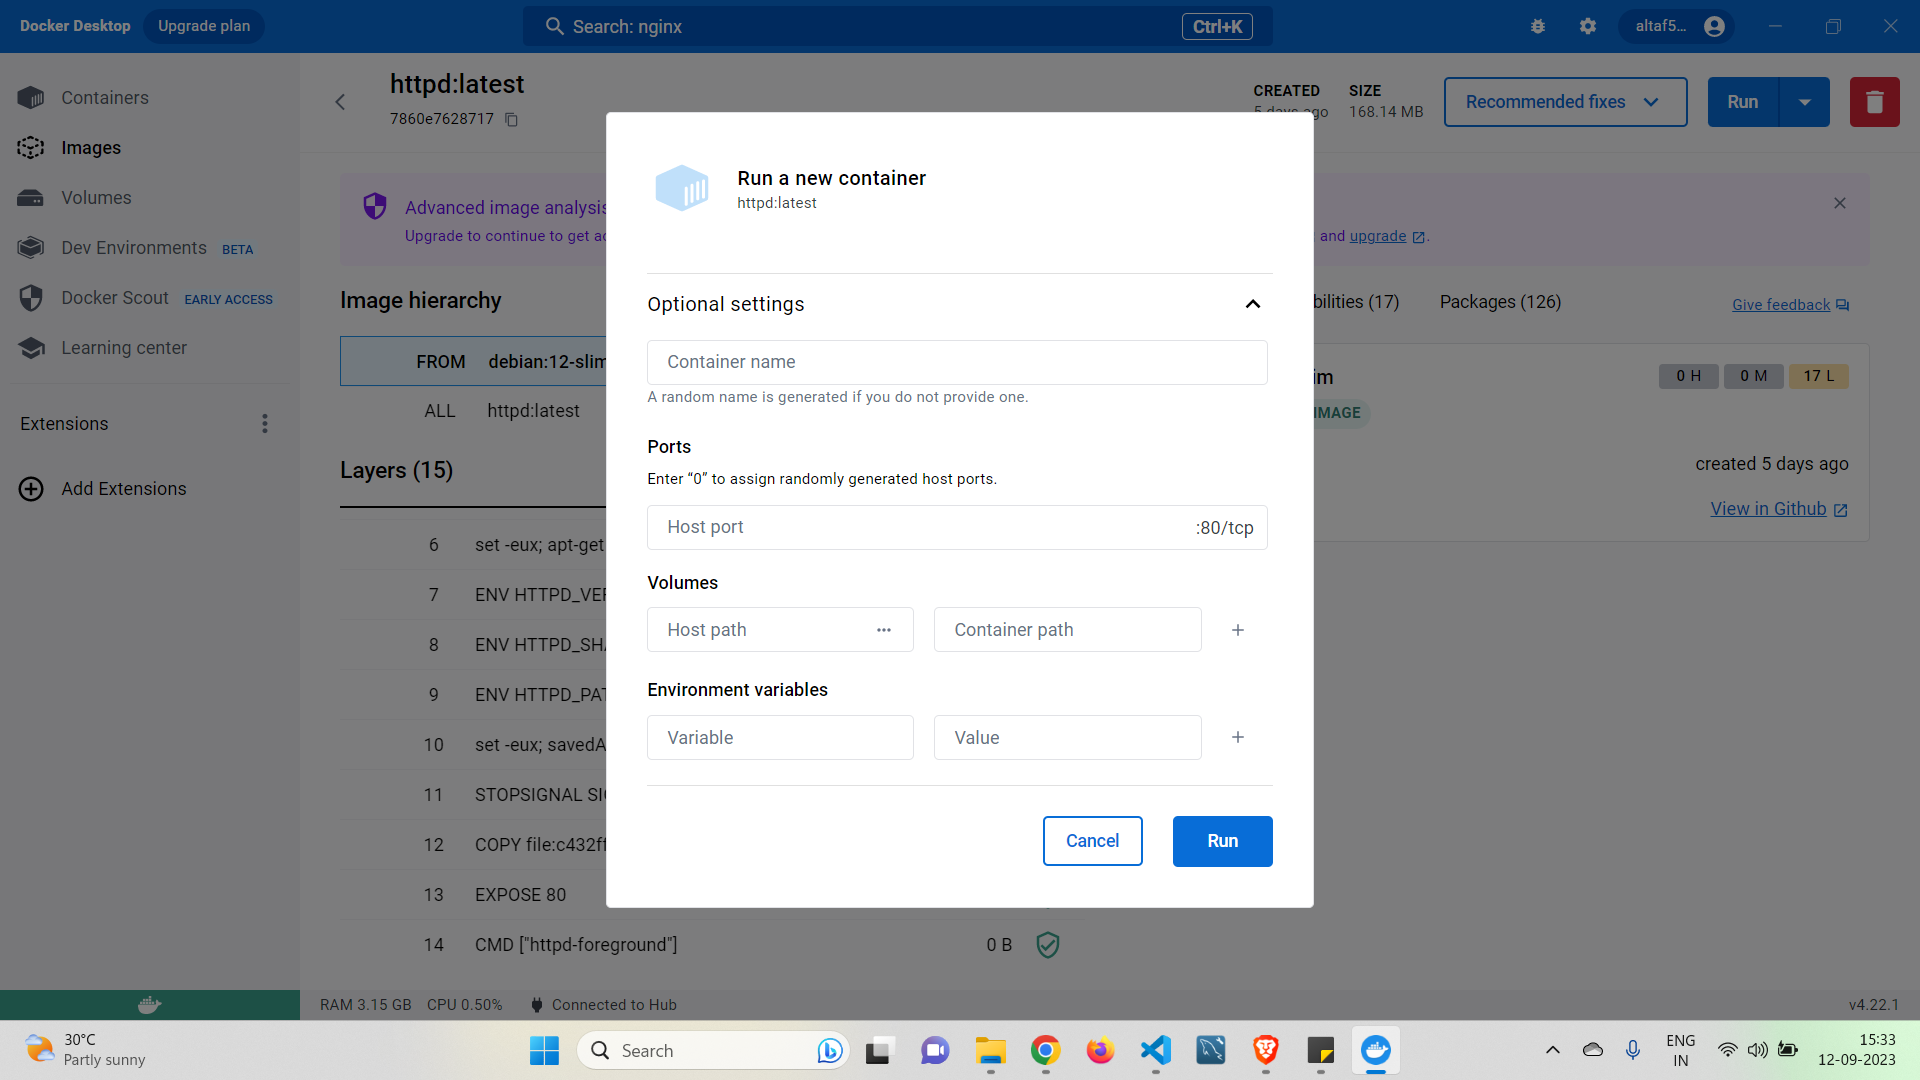 Docker Desktop Upgrade plan Search: nginx Ctrl+K altaf5...
Containers
Images
Volumes
Dev Environments BETA
Docker Scout EARLY ACCESS
Learning center
Extensions
Add Extensions
httpd:latest
7860e7628717
CREATED
5 days ago
SIZE
168.14 MB
Recommended fixes
Run
Advanced image analysis
Upgrade to continue to get
and upgrade .
Image hierarchy
FROM debian:12-slim
ALL httpd:latest
Layers (15)
6 set -eux; apt-get
7 ENV HTTPD_VER
8 ENV HTTPD_SHA
9 ENV HTTPD_PAT
10 set -eux; savedA
11 STOPSIGNAL SIG
12 COPY file:c432ff
13 EXPOSE 80
14 CMD ["httpd-foreground"] 0 B
bilities (17) Packages (126) Give feedback
im 0 H 0 M 17 L
IMAGE
created 5 days ago
View in Github
Run a new container
httpd:latest
Optional settings
Container name
A random name is generated if you do not provide one.
Ports
Enter “0” to assign randomly generated host ports.
Host port :80/tcp
Volumes
Host path ••• Container path +
Environment variables
Variable Value +
Cancel Run
RAM 3.15 GB CPU 0.50% Connected to Hub v4.22.1
30°C
Partly sunny
Search
ENG
IN
15:33
12-09-2023